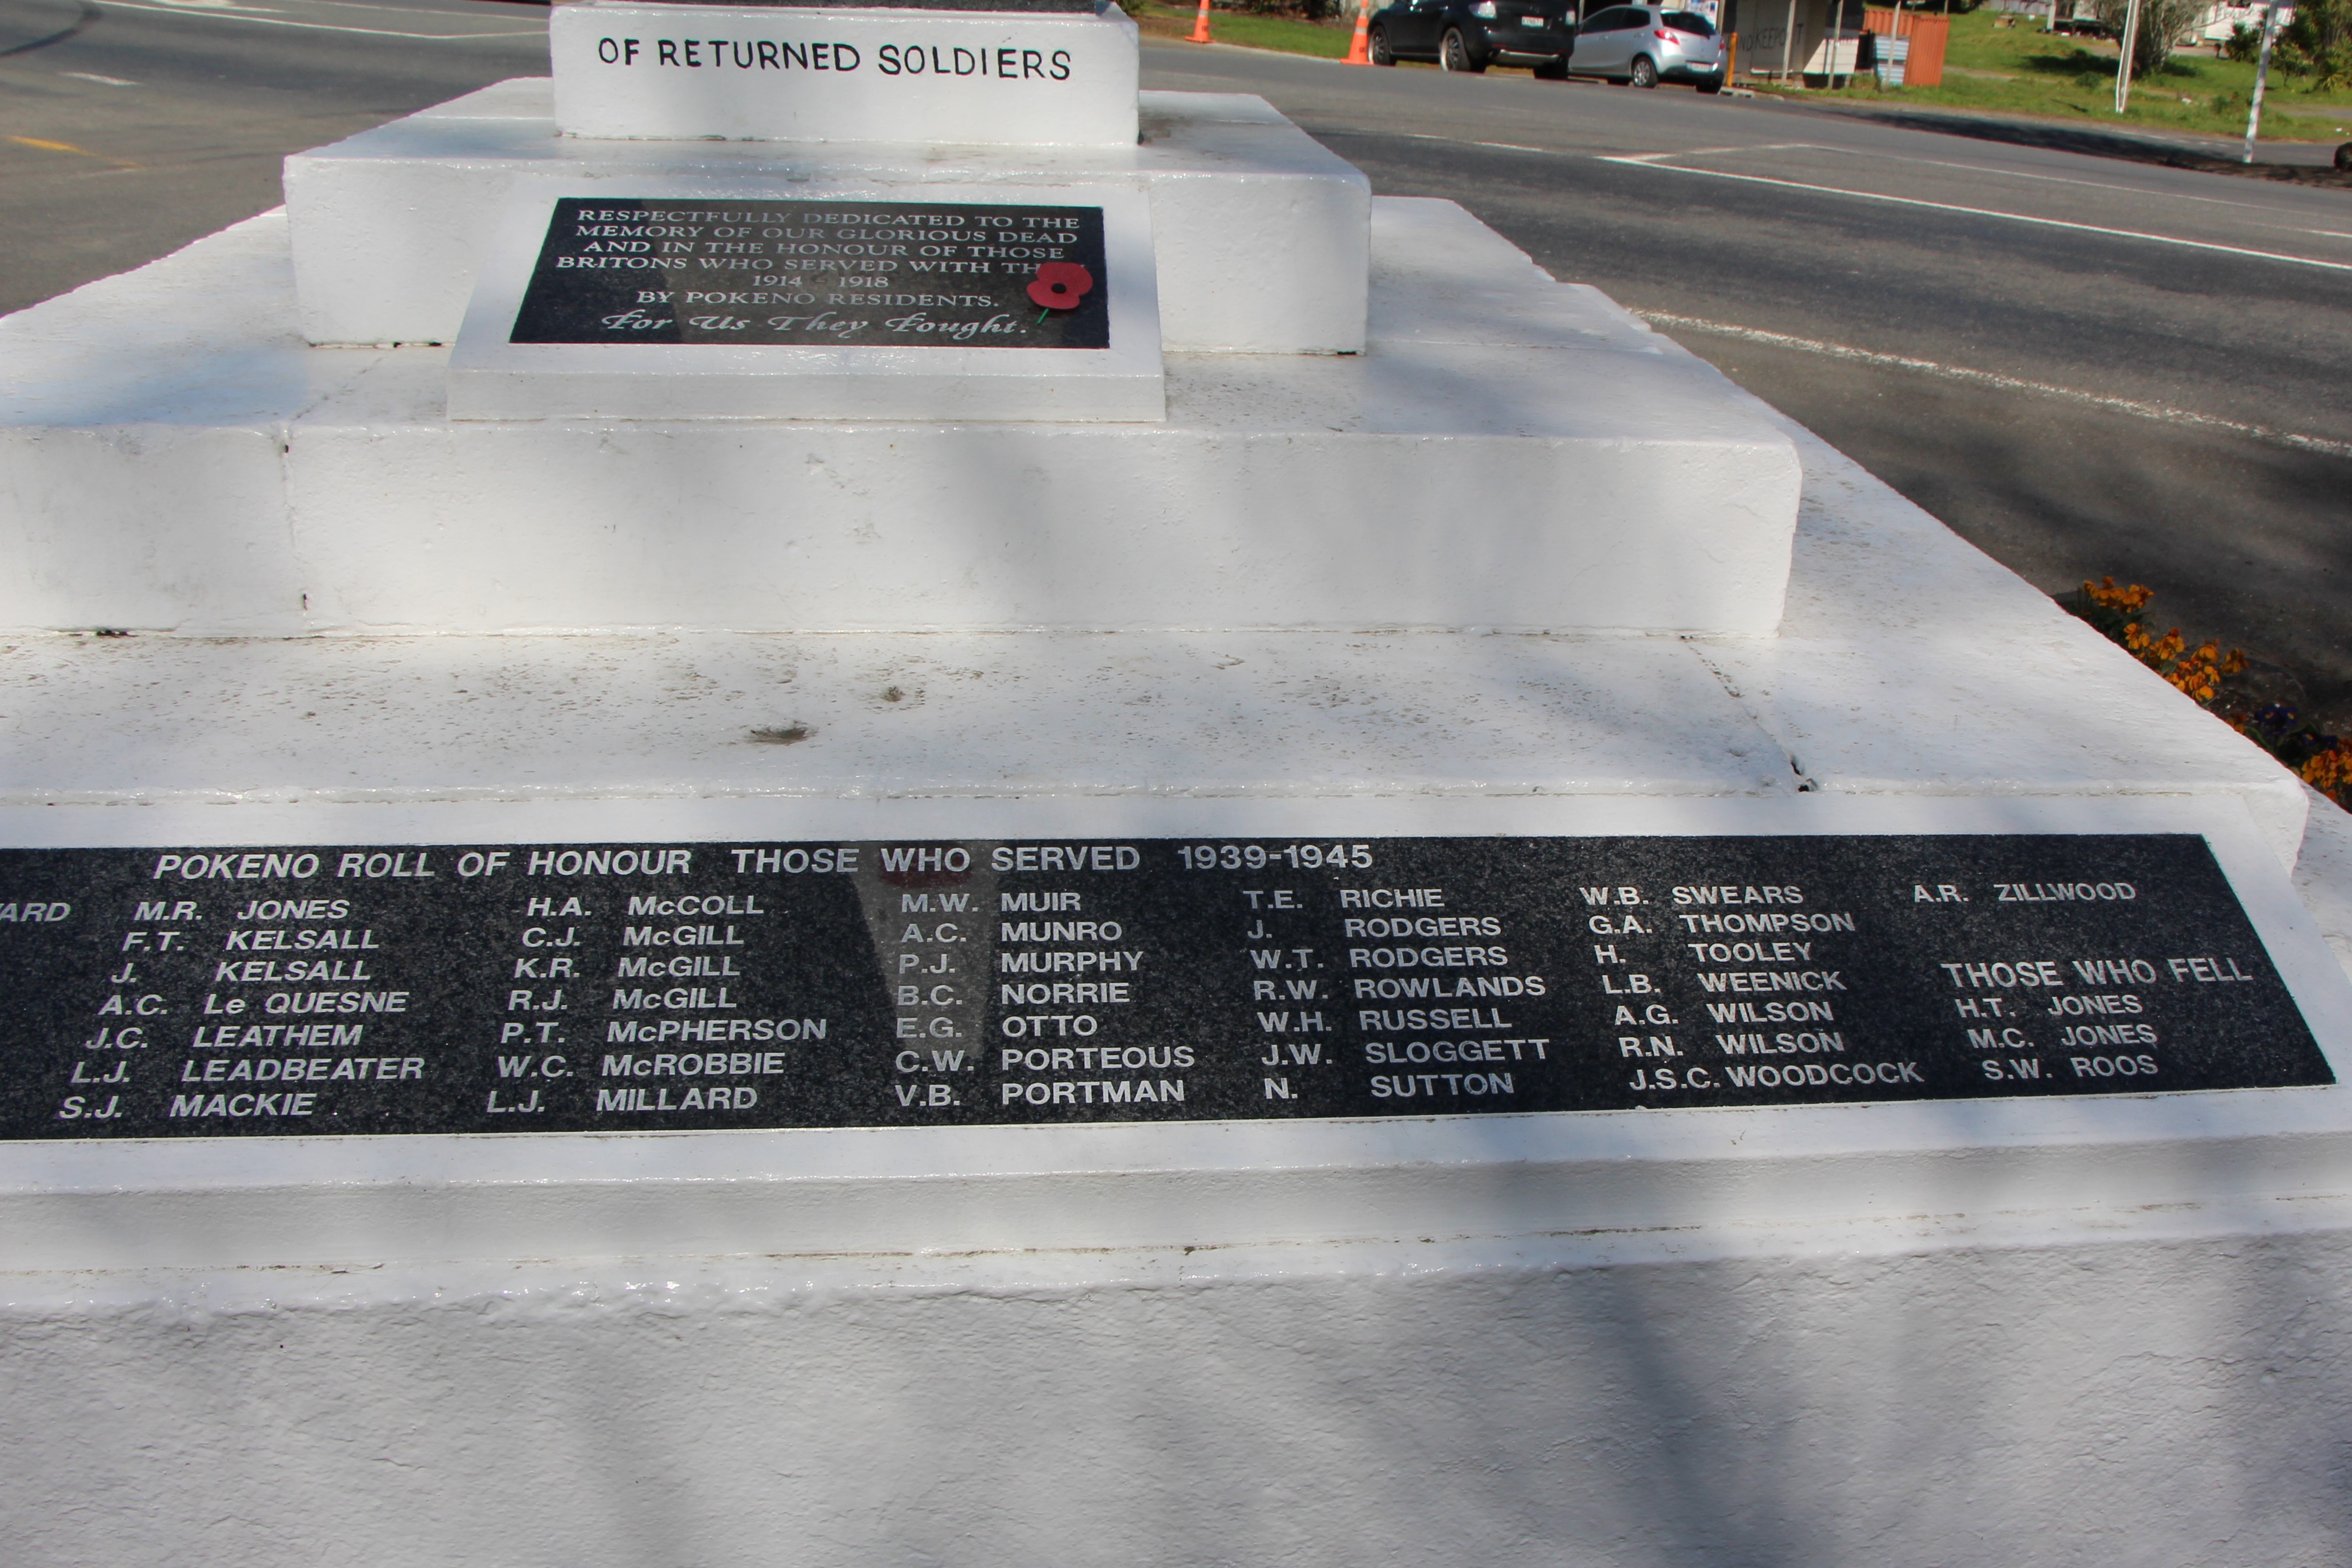 OF RETURNED SOLDIERS
RESPECTFULLY DEDICATED TO THE
MEMORY OF OUR GLORIOUS DEAD
AND IN THE HONOUR OF THOSE
BRITONS WHO SERVED WITH
1914 1918
BY POKENO RESIDENTS.
For Us They Fought.
POKENO ROLL OF HONOUR THOSE WHO SERVED 1939-1945
M.R. JONES H.A. McCOLL M.W. MUIR T.E. RICHIE W.B. SWEARS A.R. ZILLWOOD
F.T. KELSALL C.J. McGILL A.C. MUNRO J. RODGERS G.A. THOMPSON
J. KELSALL K.R. McGILL P.J. MURPHY W.T. RODGERS H. TOOLEY
THOSE WHO FELL
A.C. Le QUESNE R.J. McGILL B.C. NORRIE R.W. ROWLANDS L.B. WEENICK H.T. JONES
J.C. LEATHEM P.T. McPHERSON E.G. OTTO W.H. RUSSELL A.G. WILSON M.C. JONES
L.J. LEADBEATER W.C. McROBBIE C.W. PORTEOUS J.W. SLOGGETT R.N. WILSON S.W. ROOS
S.J. MACKIE . L.J. MILLARD V.B. PORTMAN N. SUTTON J.S.C. WOODCOCK